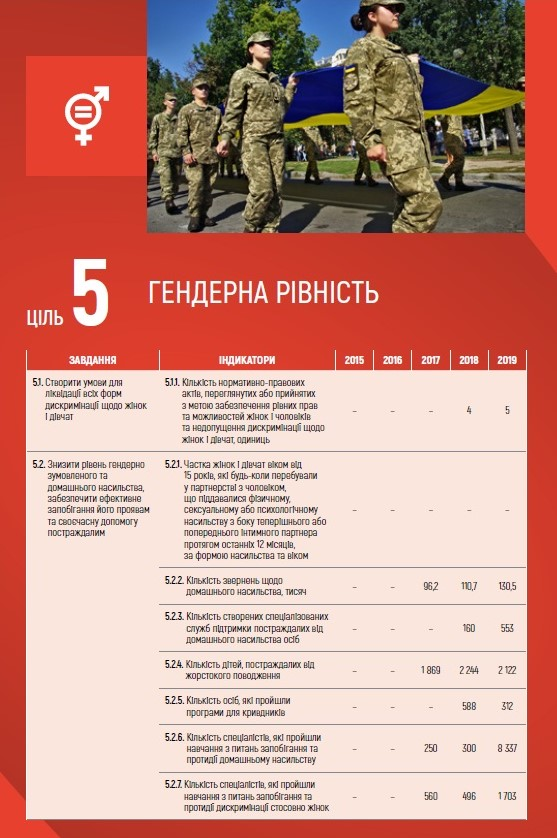 ЦІЛЬ 5 ГЕНДЕРНА РІВНІСТЬ
ЗАВДАННЯ ІНДИКАТОРИ 2015 2016 2017 2018 2019
5.1. Створити умови для
ліквідації всіх форм
дискримінації щодо жінок
і дівчат
5.1.1. Кількість нормативно-правових
актів, переглянутих або прийнятих
з метою забезпечення рівних прав
та можливостей жінок і чоловіків
та недопущення дискримінації щодо
жінок і дівчат, одиниць
– – – 4 5
5.2. Знизити рівень гендерно
зумовленого та
домашнього насильства,
забезпечити ефективне
запобігання його проявам
та своєчасну допомогу
постраждалим
5.2.1. Частка жінок і дівчат віком від
15 років, які будь-коли перебували
у партнерстві з чоловіком,
що піддавалися фізичному,
сексуальному або психологічному
насильству з боку теперішнього або
попереднього інтимного партнера
протягом останніх 12 місяців,
за формою насильства та віком
– – – – –
5.2.2. Кількість звернень щодо
домашнього насильства, тисяч
– – 96,2 110,7 130,5
5.2.3. Кількість створених спеціалізованих
служб підтримки постраждалих від
домашнього насильства осіб
– – – 160 553
5.2.4. Кількість дітей, постраждалих від
жорстокого поводження
– – 1 869 2 244 2 122
5.2.5. Кількість осіб, які пройшли
програми для кривдників
– – – 588 312
5.2.6. Кількість спеціалістів, які пройшли
навчання з питань запобігання та
протидії домашньому насильству
– – 250 300 8 337
5.2.7. Кількість спеціалістів, які пройшли
навчання з питань запобігання та
протидії дискримінації стосовно жінок
– – 560 496 1 703